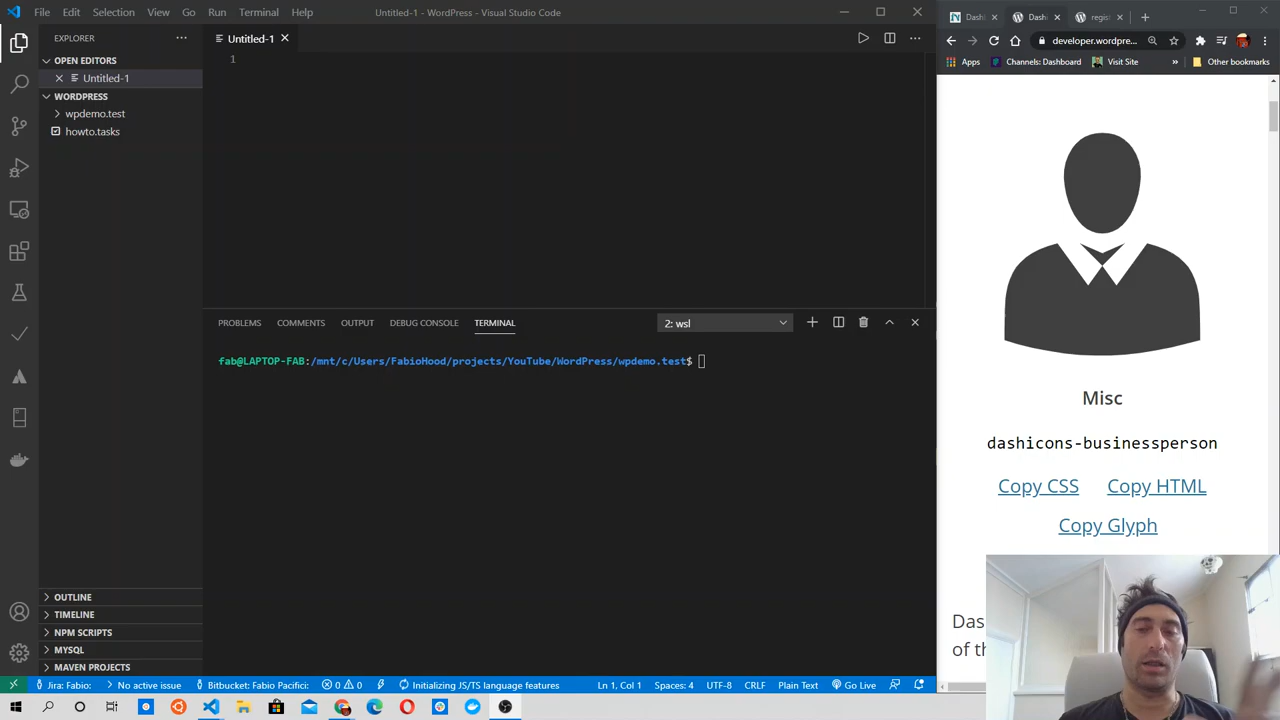 File Edit Selection View Go Run Terminal Help
Untitled-1 - WordPress - Visual Studio Code
EXPLORER
OPEN EDITORS
Untitled-1
WORDPRESS
wpdemo.test
howto.tasks
OUTLINE
TIMELINE
NPM SCRIPTS
MYSQL
MAVEN PROJECTS
Untitled-1
1
PROBLEMS COMMENTS OUTPUT DEBUG CONSOLE TERMINAL
2: wsl
fab@LAPTOP-FAB:/mnt/c/Users/FabioHood/projects/YouTube/WordPress/wpdemo.test$
Jira: Fabio: No active issue Bitbucket: Fabio Pacific: 0 0 Initializing JS/TS language features Ln 1, Col 1 Spaces: 4 UTF-8 CRLF Plain Text Go Live
Dash Dash regis
developer.wordpre...
Apps Channels: Dashboard Visit Site » Other bookmarks
Misc
dashicons-businessperson
Copy CSS Copy HTML
Copy Glyph
Das
of th